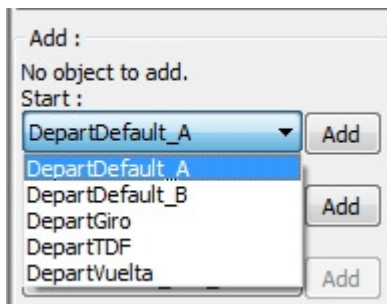 Add :
No object to add.
Start :
DepartDefault_A Add
DepartDefault_A
DepartDefault_B
Add
DepartGiro
DepartTDF
DepartVuelta
Add